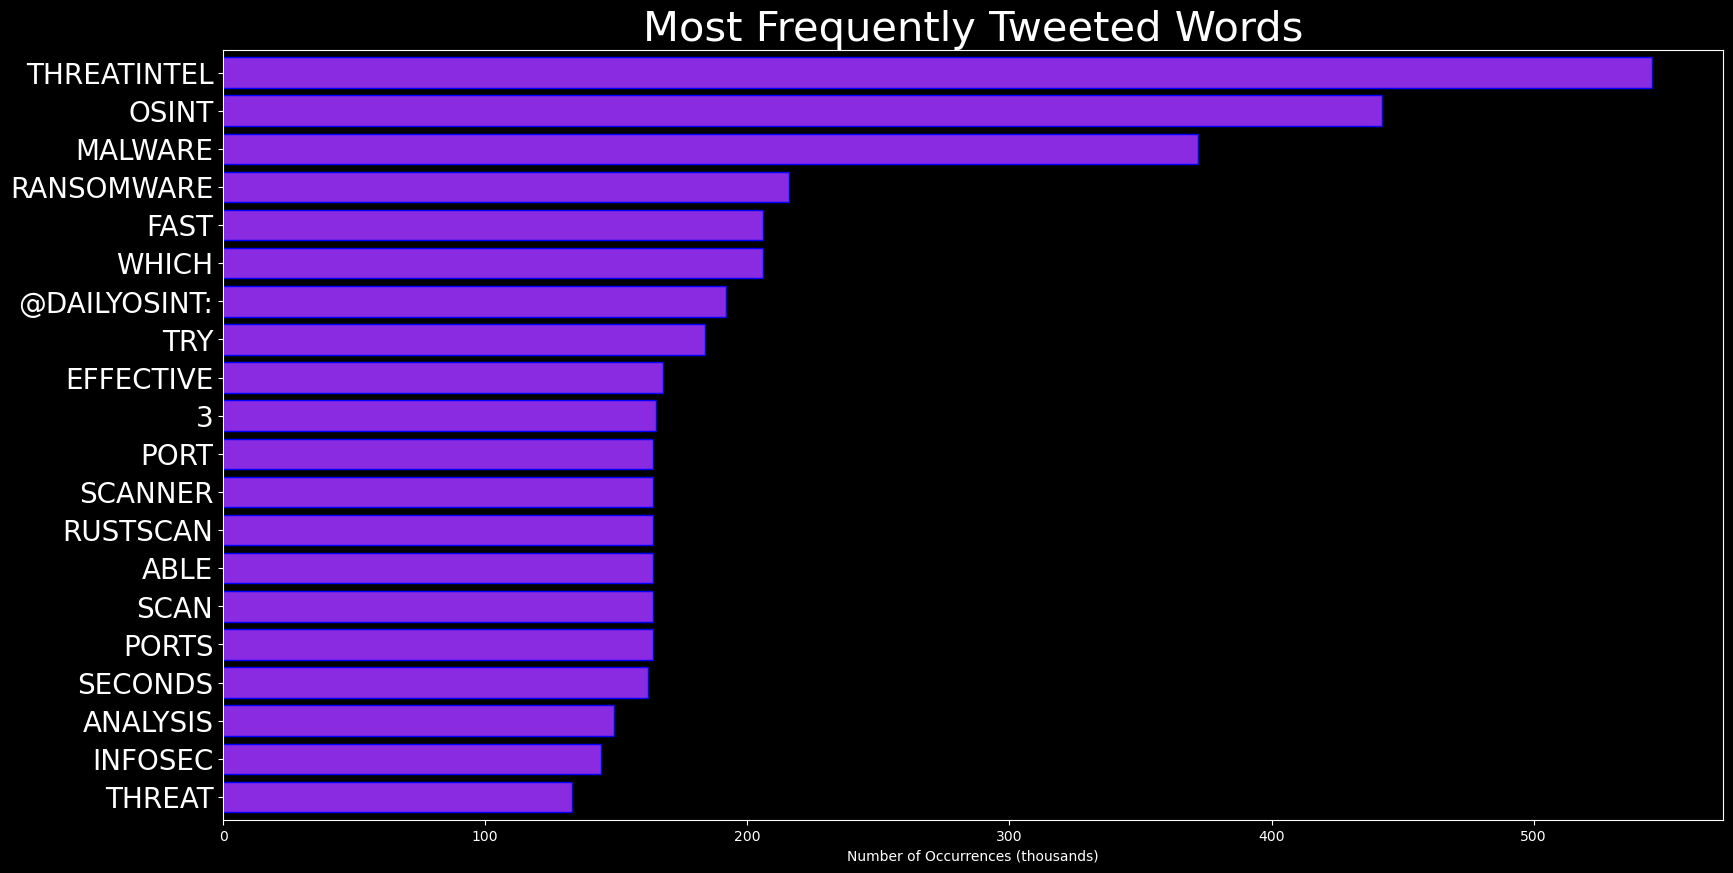 Most Frequently Tweeted Words
THREATINTEL
OSINT
MALWARE
RANSOMWARE
FAST
WHICH
@DAILYOSINT:
TRY
EFFECTIVE
3
PORT
SCANNER
RUSTSCAN
ABLE
SCAN
PORTS
SECONDS
ANALYSIS
INFOSEC
THREAT
0 100 200 300 400 500
Number of Occurrences (thousands)